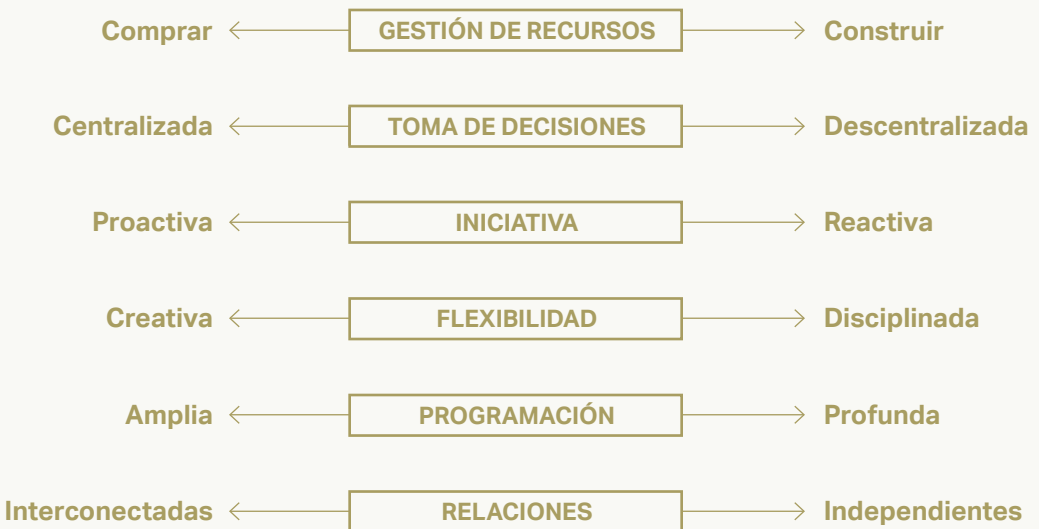 Comprar GESTIÓN DE RECURSOS Construir
Centralizada TOMA DE DECISIONES Descentralizada
Proactiva INICIATIVA Reactiva
Creativa FLEXIBILIDAD Disciplinada
Amplia PROGRAMACIÓN Profunda
Interconectadas RELACIONES Independientes